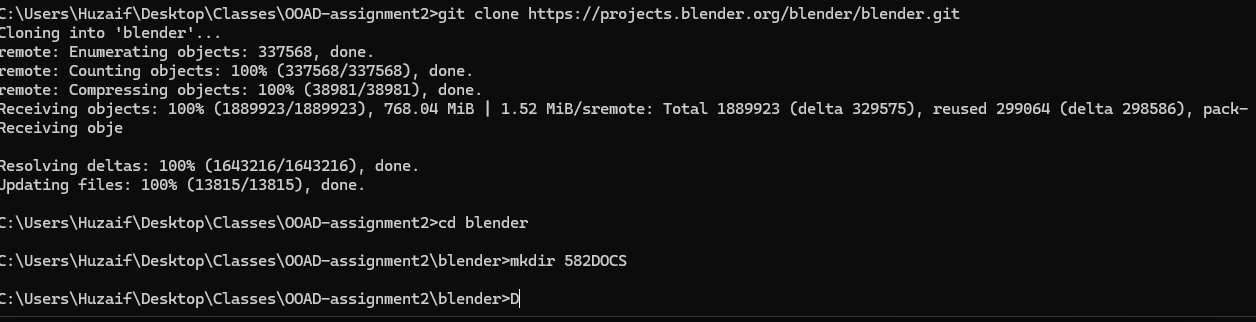 C:\Users\Huzaif\Desktop\Classes\OOAD-assignment2>git clone https://projects.blender.org/blender/blender.git
Cloning into 'blender'...
remote: Enumerating objects: 337568, done.
remote: Counting objects: 100% (337568/337568), done.
remote: Compressing objects: 100% (38981/38981), done.
Receiving objects: 100% (1889923/1889923), 768.04 MiB | 1.52 MiB/sremote: Total 1889923 (delta 329575), reused 299064 (delta 298586), pack-
Receiving obje
Resolving deltas: 100% (1643216/1643216), done.
Updating files: 100% (13815/13815), done.
C:\Users\Huzaif\Desktop\Classes\OOAD-assignment2>cd blender
C:\Users\Huzaif\Desktop\Classes\OOAD-assignment2\blender>mkdir 582DOCS
C:\Users\Huzaif\Desktop\Classes\OOAD-assignment2\blender>D